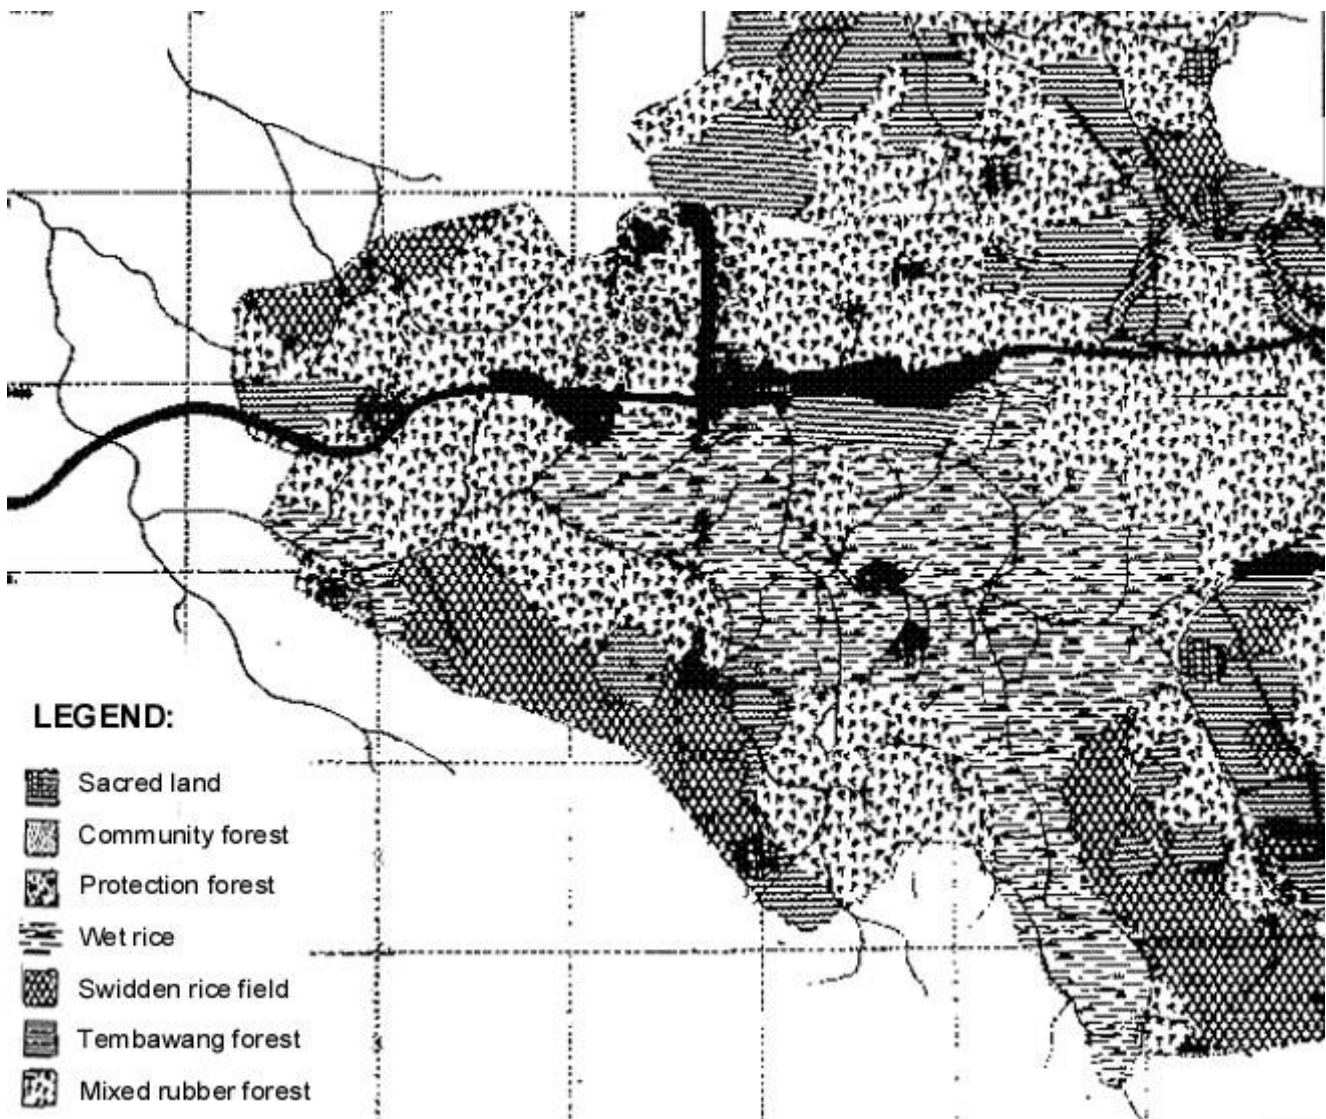 LEGEND:
Sacred land
Community forest
Protection forest
Wet rice
Swidden rice field
Tembawang forest
Mixed rubber forest